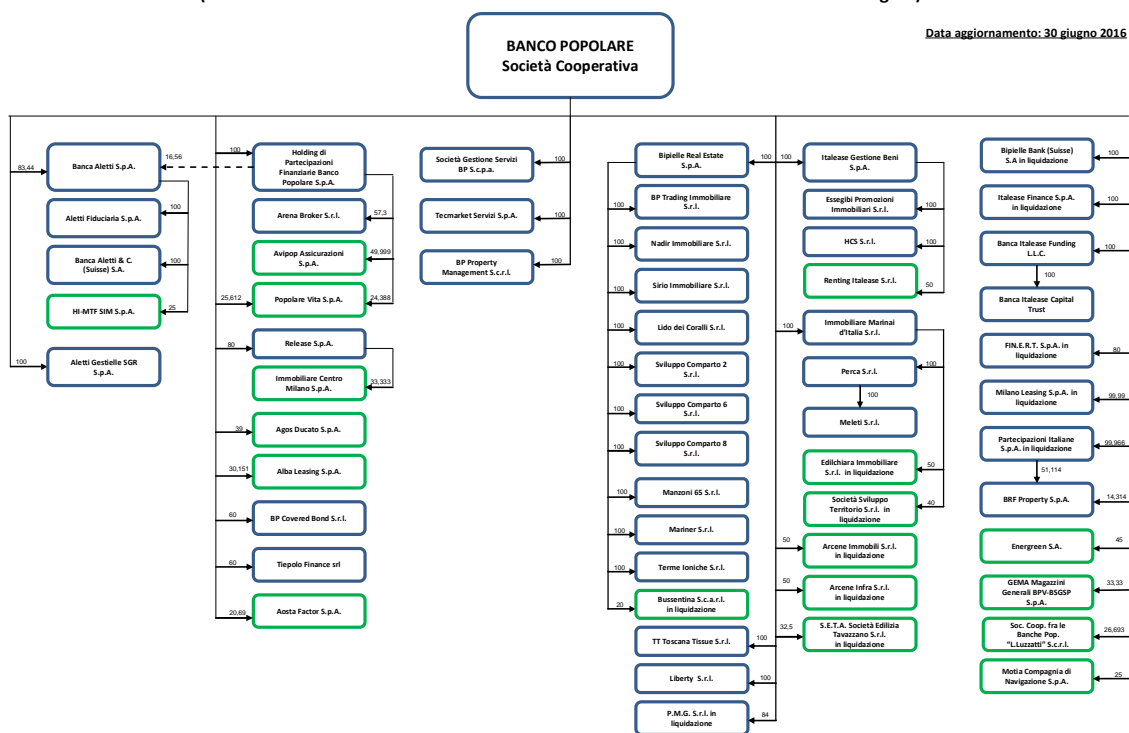 BANCO POPOLARE
Società Cooperativa
Data aggiornamento: 30 giugno 2016
83,44
Banca Aletti S.p.A.
16,56
100
Aletti Fiduciaria S.p.A.
100
Banca Aletti & C.
(Suisse) S.A.
100
HI-MTF SIM S.p.A.
25
100
Aletti Gestielle SGR
S.p.A.
Holding di
Partecipazioni
Finanziarie Banco
Popolare S.p.A.
Arena Broker S.r.l.
57,3
Avipop Assicurazioni
S.p.A.
49,999
25,612
Popolare Vita S.p.A.
24,388
80
Release S.p.A.
Immobiliare Centro
Milano S.p.A.
33,333
39
Agos Ducato S.p.A.
30,151
Alba Leasing S.p.A.
60
BP Covered Bond S.r.l.
60
Tiepolo Finance srl
20,69
Aosta Factor S.p.A.
Società Gestione Servizi
BP S.c.p.a.
100
Tecmarket Servizi S.p.A.
100
BP Property
Management S.c.r.l.
100
Bipielle Real Estate
S.p.A.
100
100
BP Trading Immobiliare
S.r.l.
100
Nadir Immobiliare S.r.l.
100
Sirio Immobiliare S.r.l.
100
Lido dei Coralli S.r.l.
100
Sviluppo Comparto 2
S.r.l.
100
Sviluppo Comparto 6
S.r.l.
100
Sviluppo Comparto 8
S.r.l.
100
Manzoni 65 S.r.l.
100
Mariner S.r.l.
100
Terme Ioniche S.r.l.
20
Bussentina S.c.a.r.l.
in liquidazione
TT Toscana Tissue S.r.l.
100
Liberty S.r.l.
100
P.M.G. S.r.l. in
liquidazione
84
100
Italease Gestione Beni
S.p.A.
Essegibi Promozioni
Immobiliari S.r.l.
100
HCS S.r.l.
100
Renting Italease S.r.l.
50
100
Immobiliare Marinai
d'Italia S.r.l.
Perca S.r.l.
100
100
Meleti S.r.l.
Edilchiara Immobiliare
S.r.l. in liquidazione
50
Società Sviluppo
Territorio S.r.l. in
liquidazione
40
50
Arcene Immobili S.r.l.
in liquidazione
50
Arcene Infra S.r.l.
in liquidazione
32,5
S.E.T.A. Società Edilizia
Tavazzano S.r.l.
in liquidazione
Bipielle Bank (Suisse)
S.A in liquidazione
100
Italease Finance S.p.A.
in liquidazione
100
Banca Italease Funding
L.L.C.
100
100
Banca Italease Capital
Trust
FIN.E.R.T. S.p.A. in
liquidazione
80
Milano Leasing S.p.A. in
liquidazione
99,99
Partecipazioni Italiane
S.p.A. in liquidazione
99,966
51,114
BRF Property S.p.A.
14,314
Energreen S.A.
45
GEMA Magazzini
Generali BPV-BSGSP
S.p.A.
33,33
Soc. Coop. fra le
Banche Pop.
“L.Luzzatti” S.c.r.l.
26,693
Motia Compagnia di
Navigazione S.p.A.
25